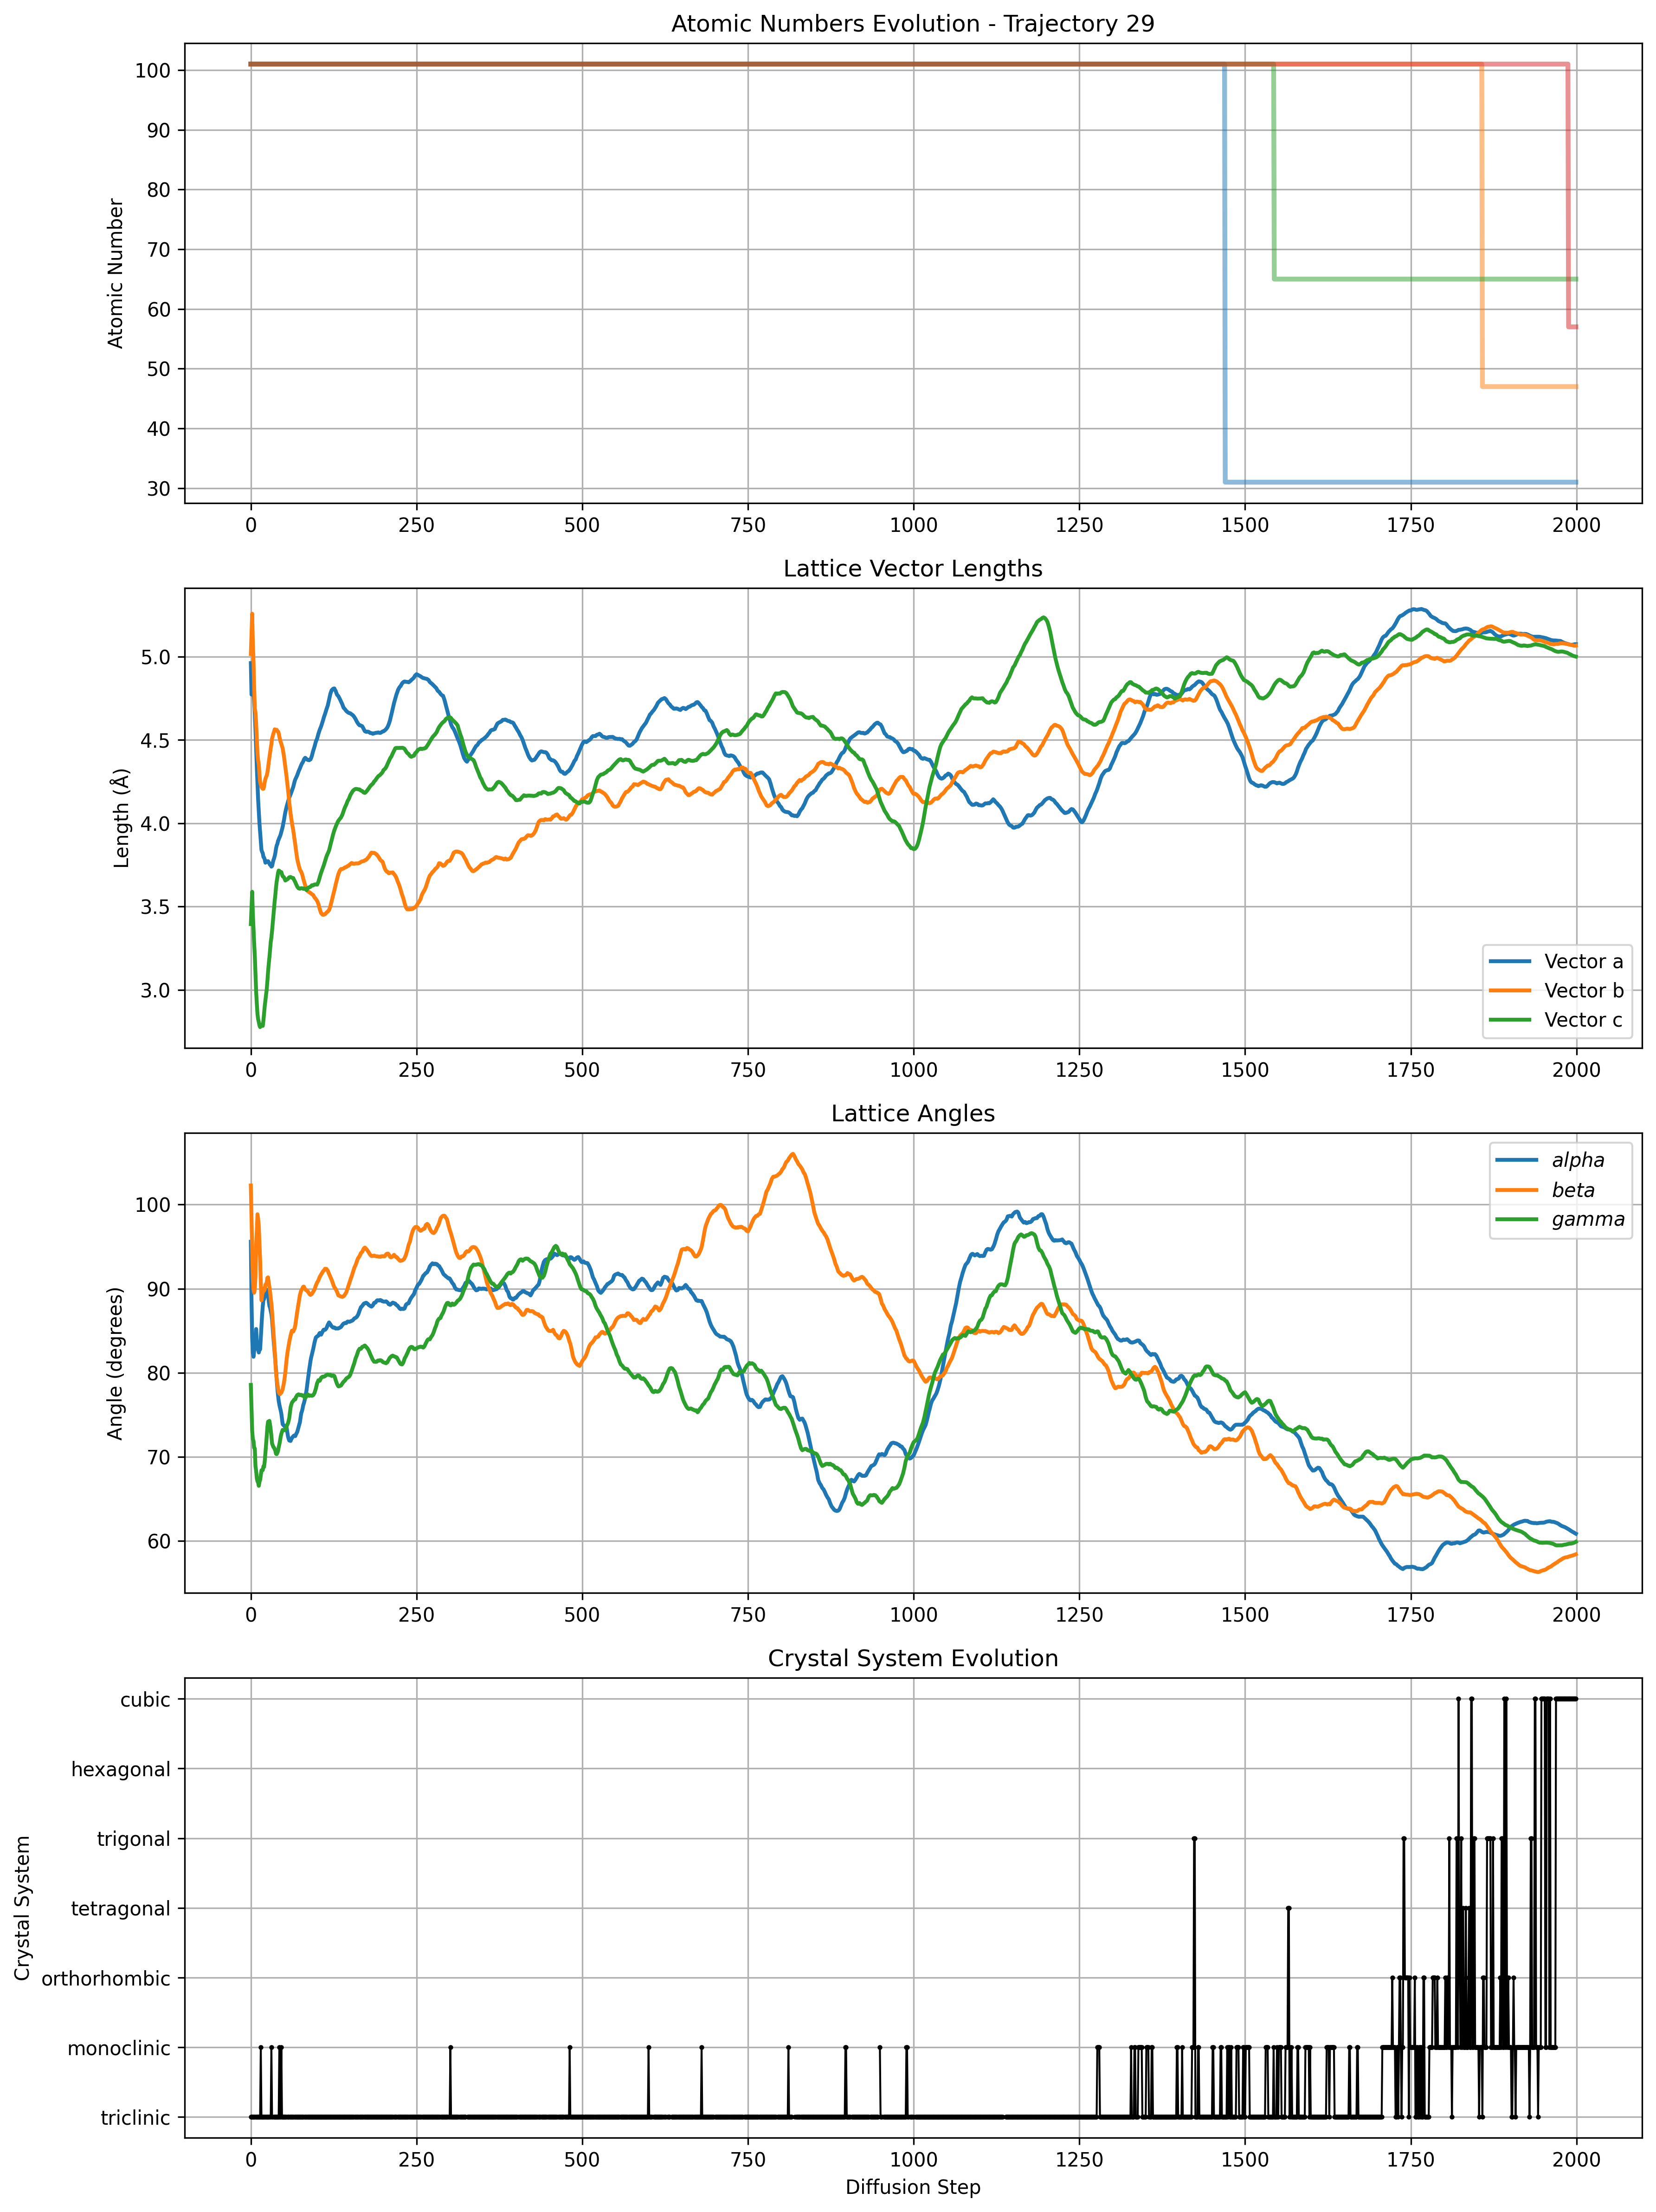 Atomic Numbers Evolution - Trajectory 29
Atomic Number
100
90
80
70
60
50
40
30
0 250 500 750 1000 1250 1500 1750 2000
Lattice Vector Lengths
Length (Å)
5.0
4.5
4.0
3.5
3.0
Vector a
Vector b
Vector c
0 250 500 750 1000 1250 1500 1750 2000
Lattice Angles
Angle (degrees)
100
90
80
70
60
alpha
beta
gamma
0 250 500 750 1000 1250 1500 1750 2000
Crystal System Evolution
Crystal System
cubic
hexagonal
trigonal
tetragonal
orthorhombic
monoclinic
triclinic
0 250 500 750 1000 1250 1500 1750 2000
Diffusion Step